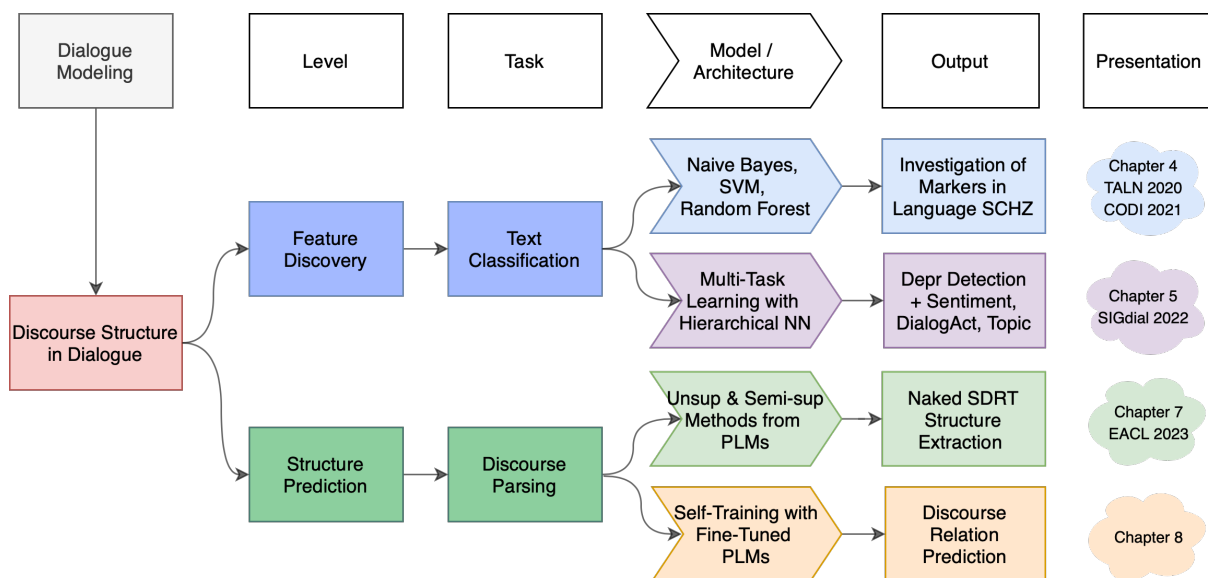 Dialogue
Modeling
Level
Task
Model /
Architecture
Output
Presentation
Naive Bayes,
SVM,
Random Forest
Investigation of
Markers in
Language SCHZ
Chapter 4
TALN 2020
CODI 2021
Feature
Discovery
Text
Classification
Multi-Task
Learning with
Hierarchical NN
Depr Detection
+ Sentiment,
DialogAct, Topic
Chapter 5
SIGdial 2022
Discourse Structure
in Dialogue
Unsup & Semi-sup
Methods from
PLMs
Naked SDRT
Structure
Extraction
Chapter 7
EACL 2023
Structure
Prediction
Discourse
Parsing
Self-Training with
Fine-Tuned
PLMs
Discourse
Relation
Prediction
Chapter 8